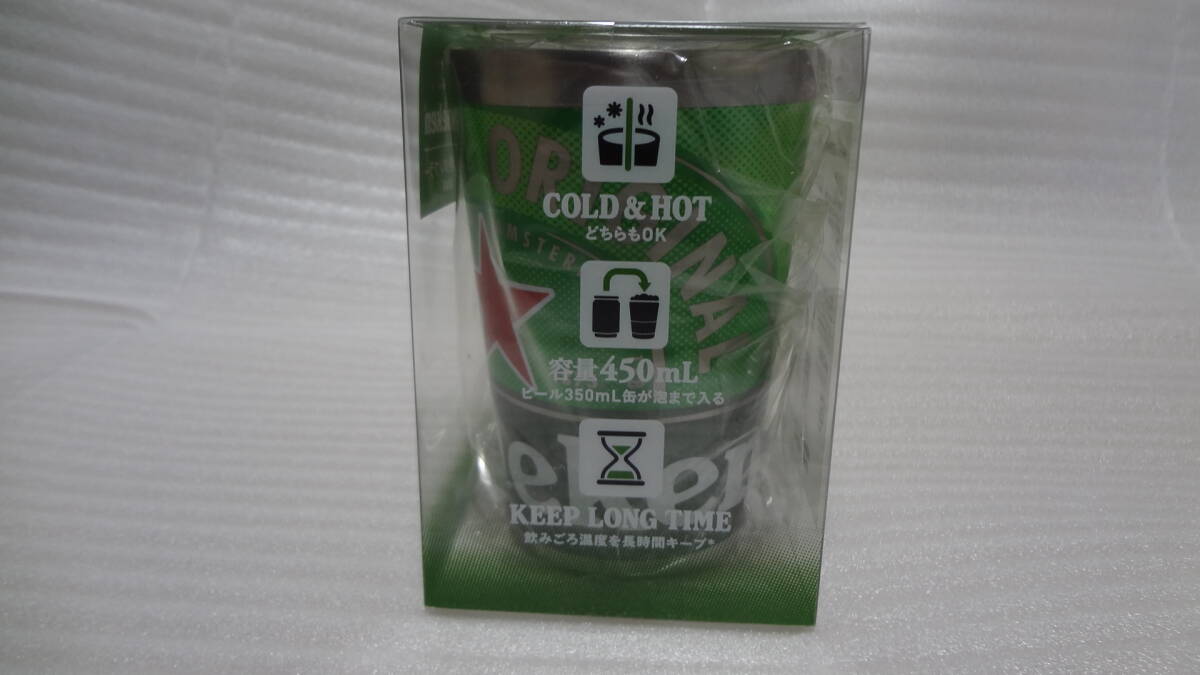 ORIGINAL
COLD & HOT
どちらもOK
容量450mL
ビール350mL缶が泡まで入る
KEEP LONG TIME
飲みごろ温度を長時間キープ*